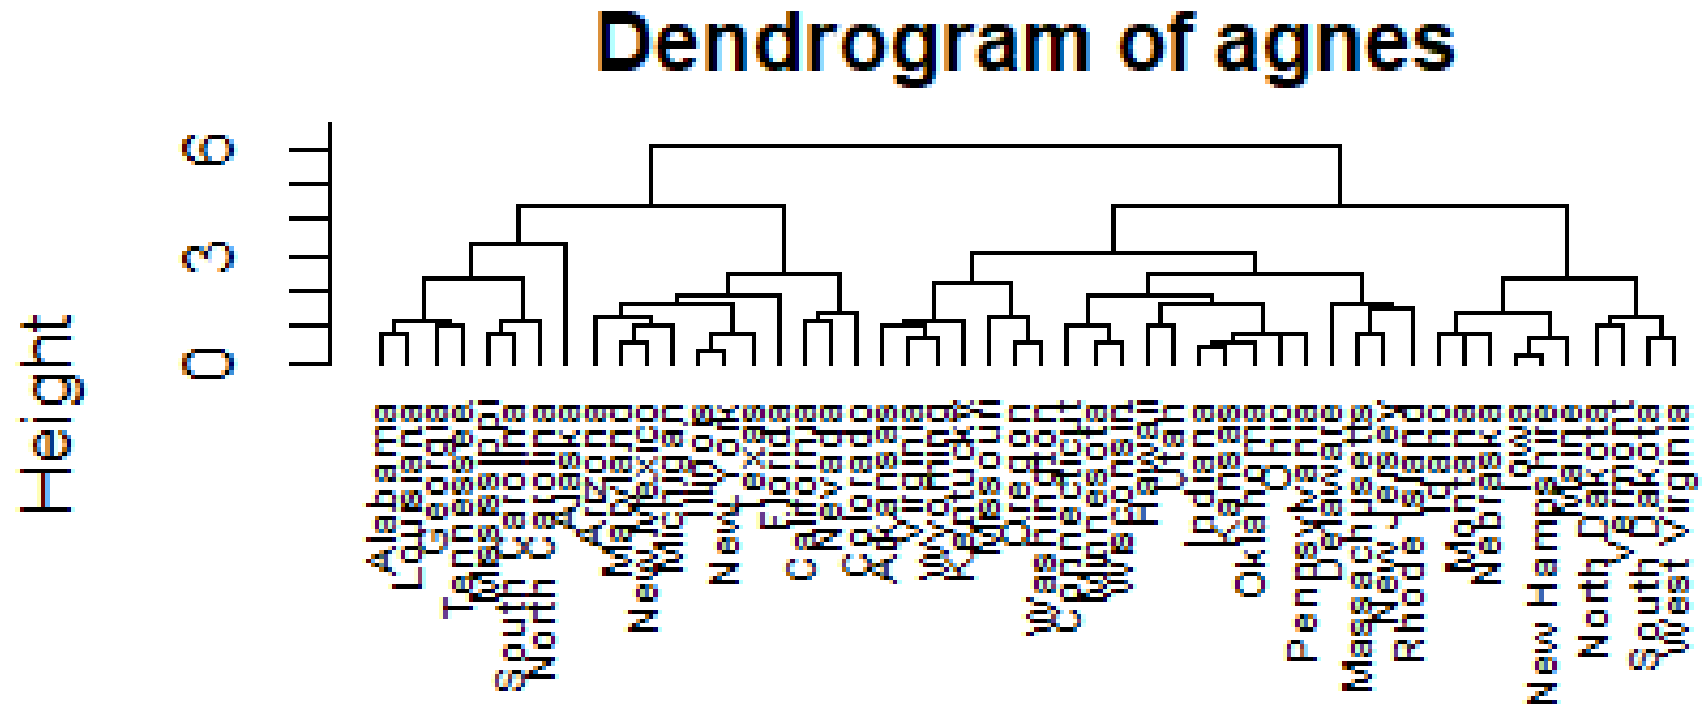 Dendrogram of agnes
Height
0
3
6
Alabama
Louisiana
Georgia
Tennessee
Mississippi
South Carolina
North Carolina
Alaska
Arizona
Maryland
New Mexico
Michigan
Illinois
New York
Texas
Florida
California
Nevada
Colorado
Arkansas
Virginia
Wyoming
Kentucky
Missouri
Oregon
Washington
Connecticut
Minnesota
Wisconsin
Hawaii
Utah
Indiana
Kansas
Oklahoma
Ohio
Pennsylvania
Delaware
Massachusetts
New Jersey
Rhode Island
Idaho
Montana
Nebraska
Iowa
New Hampshire
Maine
North Dakota
Vermont
South Dakota
West Virginia